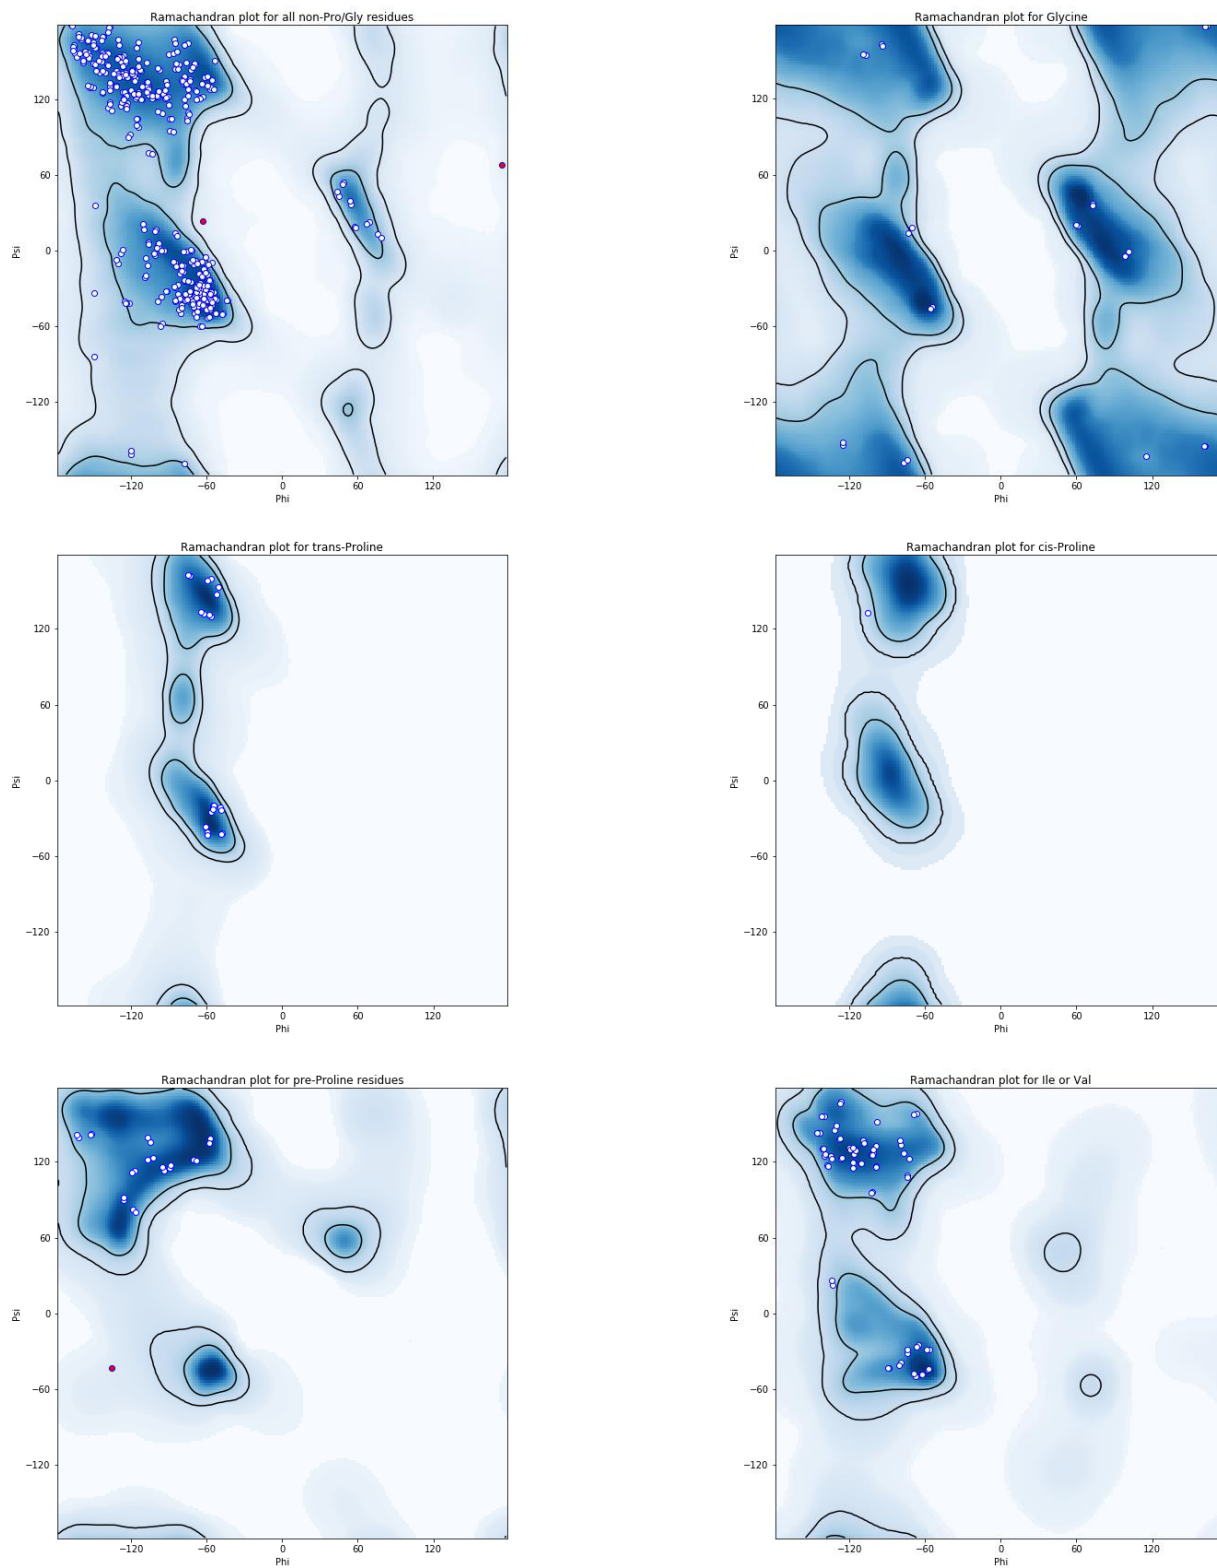 Ramachandran plot for all non-Pro/Gly residues
120
60
0
−60
−120
Psi
−120 −60 0 60 120
Phi
Ramachandran plot for Glycine
120
60
0
−60
−120
Psi
−120 −60 0 60 120
Phi
Ramachandran plot for trans-Proline
120
60
0
−60
−120
Psi
−120 −60 0 60 120
Phi
Ramachandran plot for cis-Proline
120
60
0
−60
−120
Psi
−120 −60 0 60 120
Phi
Ramachandran plot for pre-Proline residues
120
60
0
−60
−120
Psi
−120 −60 0 60 120
Phi
Ramachandran plot for Ile or Val
120
60
0
−60
−120
Psi
−120 −60 0 60 120
Phi